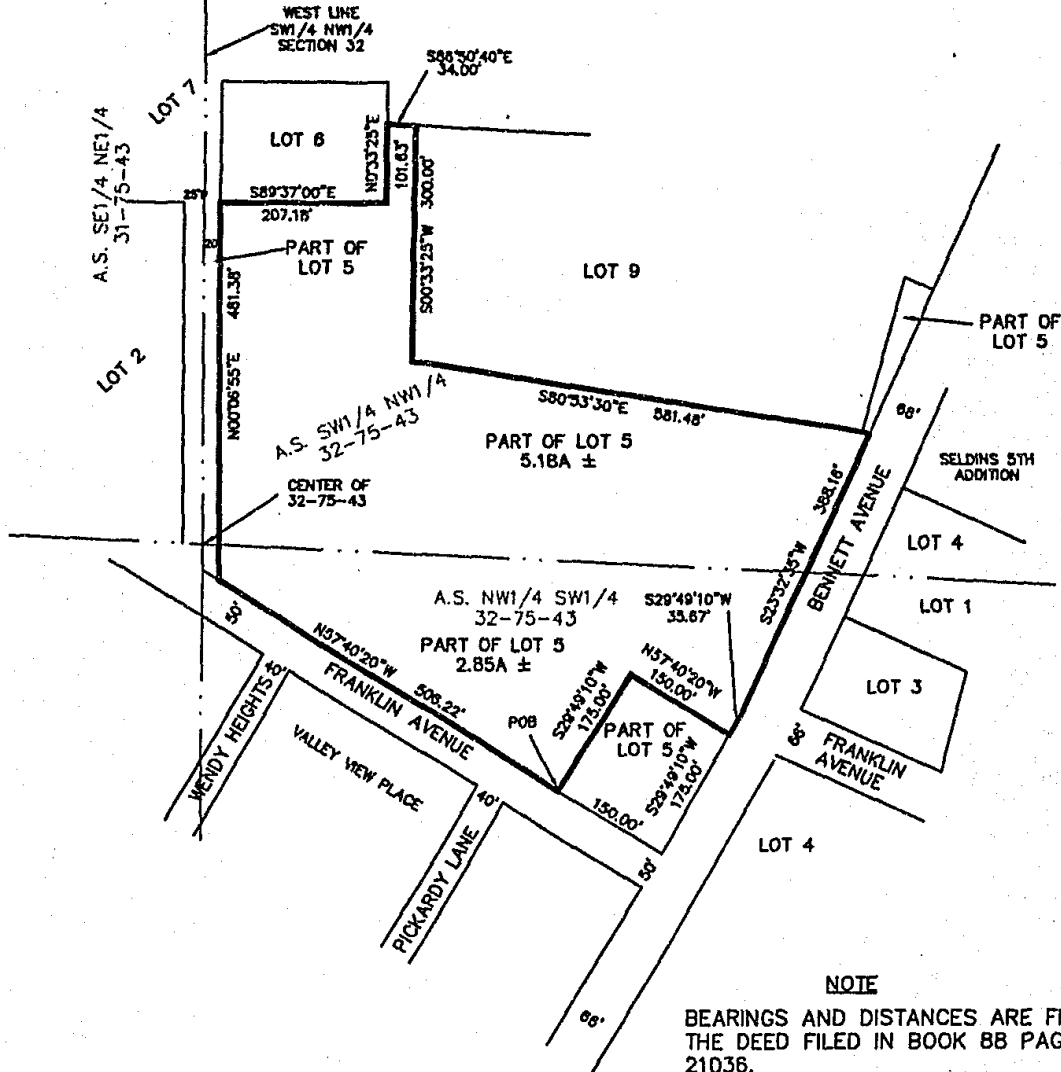 WEST LINE
SW1/4 NW1/4
SECTION 32
S88°50'40"E
34.00'
LOT 7
A.S. SE1/4 NE1/4
31-75-43
LOT 6
N0°33'25"E
101.63'
S00°33'25"W 300.00'
25'
S89°37'00"E
207.15'
20'
PART OF
LOT 5
LOT 9
PART OF
LOT 5
N00°06'55"E 481.38'
LOT 2
A.S. SW1/4 NW1/4
32-75-43
S80°53'30"E 581.48'
68'
PART OF LOT 5
5.18A ±
CENTER OF
32-75-43
SELDINS 5TH
ADDITION
S23°32'35"W 388.16'
BENNETT AVENUE
LOT 4
LOT 1
A.S. NW1/4 SW1/4
32-75-43
S29°49'10"W
35.67'
50'
N57°40'20"W 506.22'
PART OF LOT 5
2.85A ±
N57°40'20"W
150.00'
LOT 3
40'
FRANKLIN AVENUE
WENDY HEIGHTS
VALLEY VIEW PLACE
POB
S29°49'10"W
175.00'
PART OF
LOT 5
S29°49'10"W
175.00'
68'
FRANKLIN
AVENUE
40'
150.00'
PICKARDY LANE
50'
LOT 4
68'
NOTE
BEARINGS AND DISTANCES ARE
THE DEED FILED IN BOOK 88
21036.